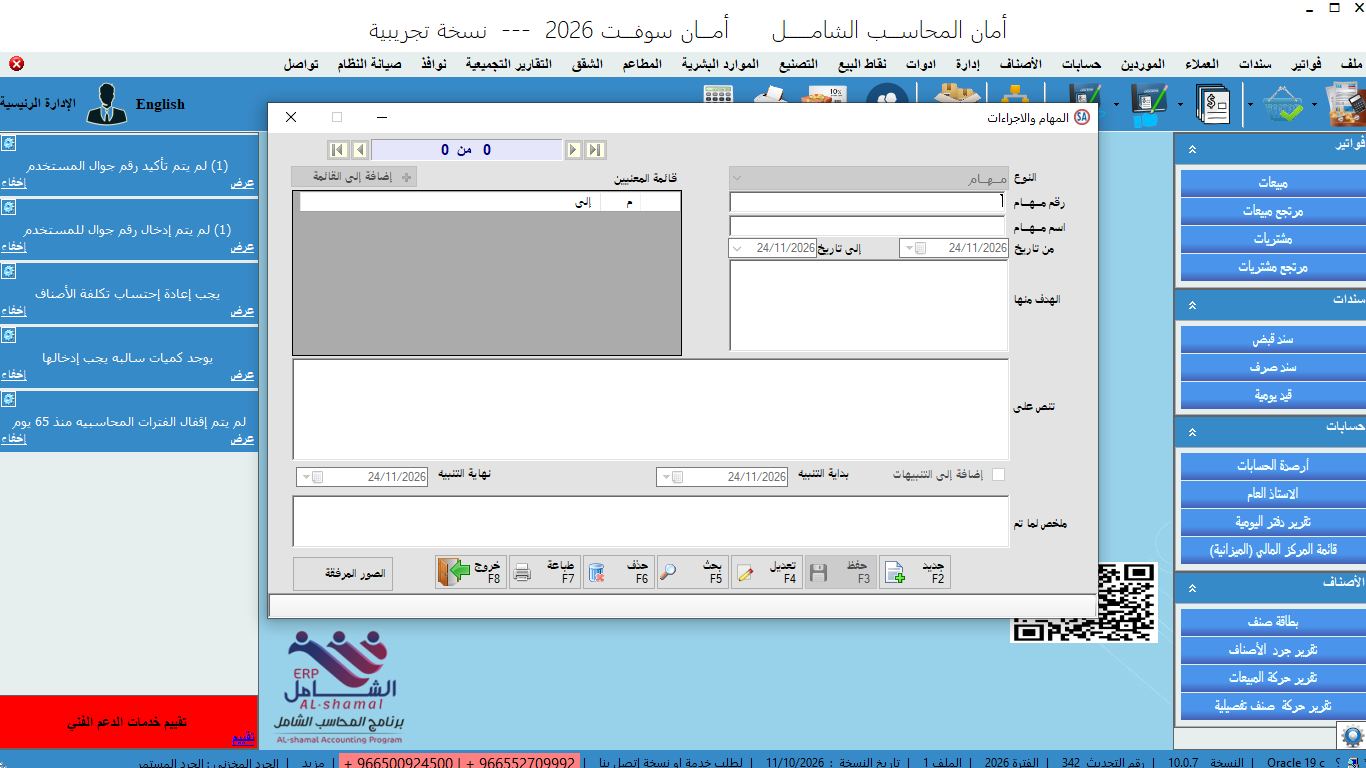 أمان المحاســب الشامـــــل أمــان سوفــت 2026 --- نسخة تجريبية
ملف فواتير سندات العملاء الموردين حسابات الأصناف إدارة ادوات نقاط البيع التصنيع الموارد البشرية المطاعم الشقق التقارير التجميعية نوافذ صيانة النظام تواصل
English
الإدارة الرئيسية
المهام والاجراءات
0 من 0
النوع
مـهـام
رقم مـهـام
1
اسم مـهـام
من تاريخ
24/11/2026
إلى تاريخ
24/11/2026
الهدف منها
قائمة المعنيين
إضافة إلى القائمة
م
إلى
تنص على
إضافة إلى التنبيهات
بداية التنبيه
24/11/2026
نهاية التنبيه
24/11/2026
ملخص لما تم
جديد
F2
حفظ
F3
تعديل
F4
بحث
F5
حذف
F6
طباعة
F7
خروج
F8
الصور المرفقة
فواتير
مبيعات
مرتجع مبيعات
مشتريات
مرتجع مشتريات
سندات
سند قبض
سند صرف
قيد يومية
حسابات
أرصدة الحسابات
الاستاذ العام
تقرير دفتر اليومية
قائمة المركز المالي (الميزانية)
الأصناف
بطاقة صنف
تقرير جرد الأصناف
تقرير حركة المبيعات
تقرير حركة صنف تفصيلية
(1) لم يتم تأكيد رقم جوال المستخدم
عرض
إخفاء
(1) لم يتم إدخال رقم جوال للمستخدم
عرض
إخفاء
يجب إعادة إحتساب تكلفة الأصناف
عرض
إخفاء
يوجد كميات سالبه يجب إدخالها
عرض
إخفاء
لم يتم إقفال الفترات المحاسبيه منذ 65 يوم
عرض
إخفاء
تقييم خدمات الدعم الفني
تقييم
ERP
الشامل
AL-shamal
برنامج المحاسب الشامل
AL-shamal Accounting Program
؟ | Oracle 19 c | النسخة 10.0.7 | رقم التحديث 342 | الفترة 2026 | الملف 1 | تاريخ النسخة : 11/10/2026 | لطلب خدمة او نسخة إتصل بنا | + 966500924500 | + 966552709992 | مزيد | الجرد المخزني : الجرد المستمر